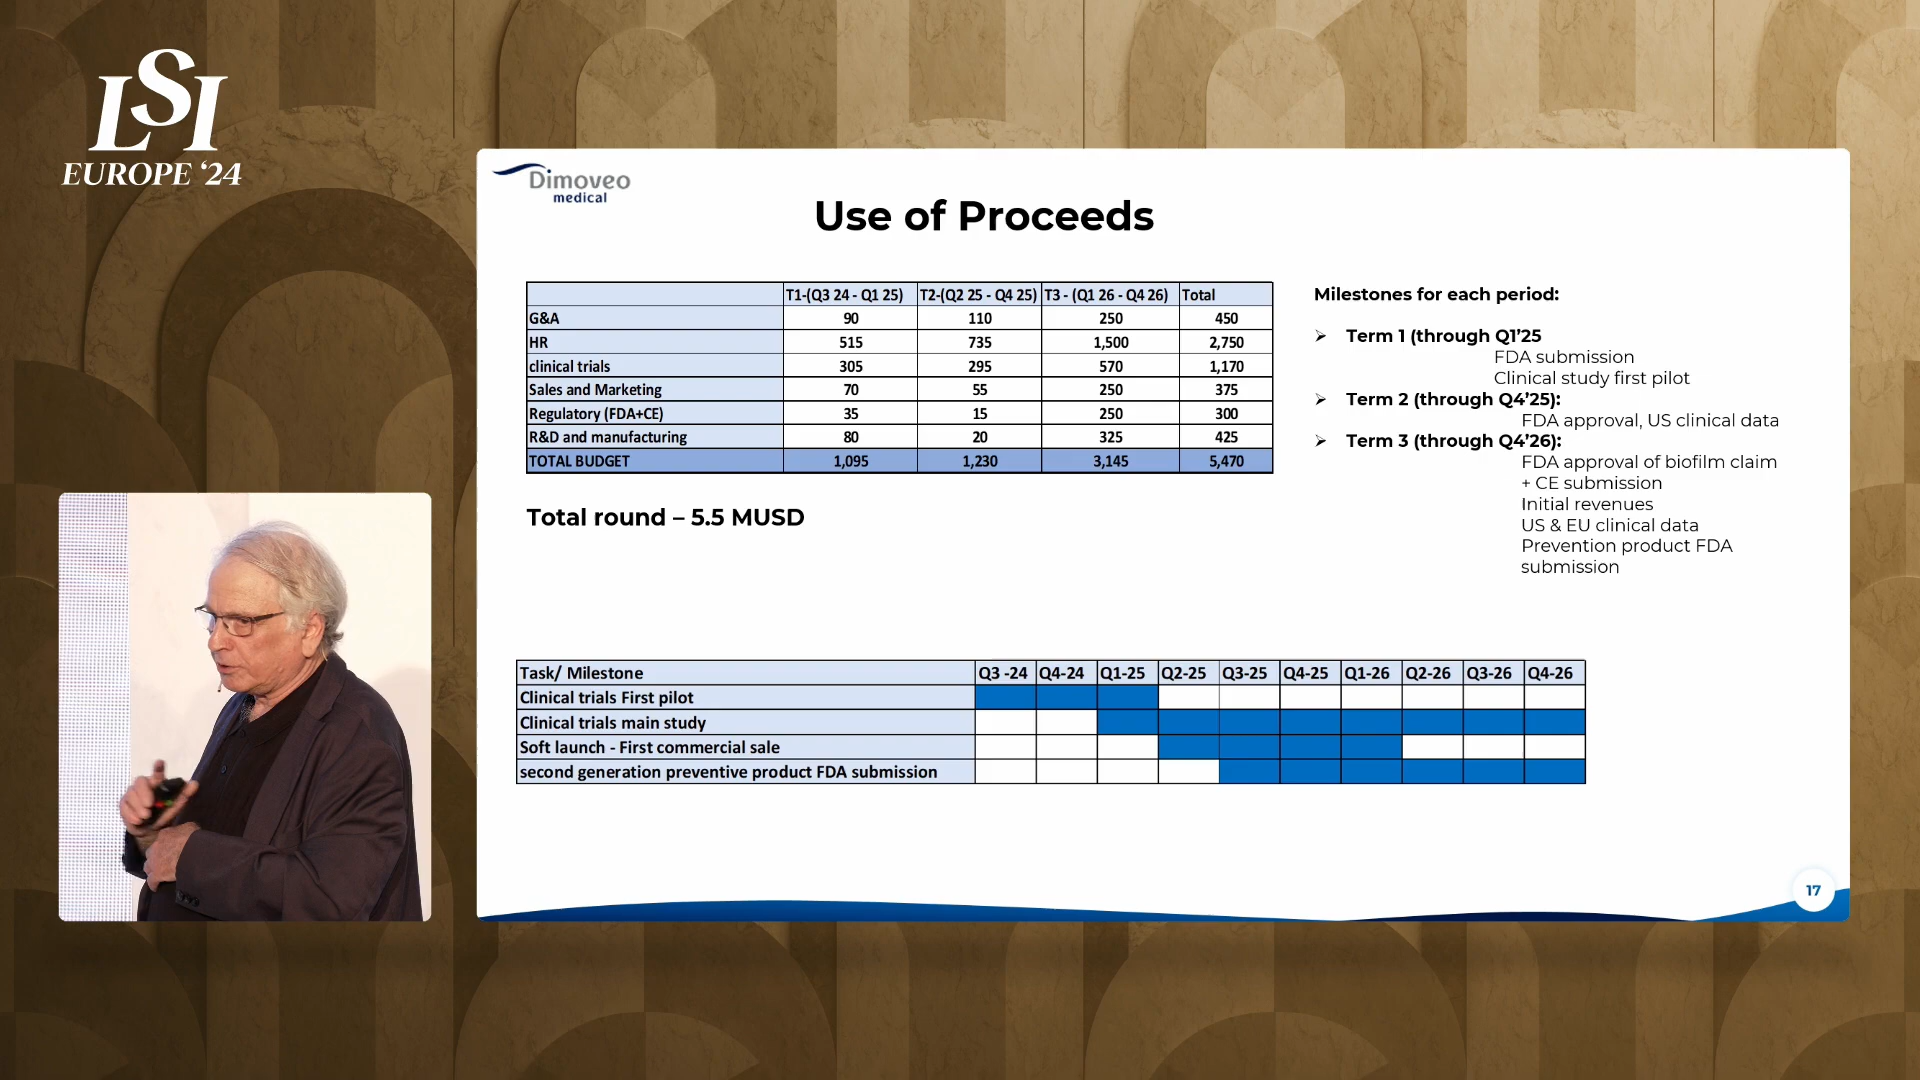 LSI
EUROPE ‘24
Dimoveo
medical
Use of Proceeds
T1-(Q3 24 - Q1 25) T2-(Q2 25 - Q4 25) T3 - (Q1 26 - Q4 26) Total
G&A 90 110 250 450
HR 515 735 1,500 2,750
clinical trials 305 295 570 1,170
Sales and Marketing 70 55 250 375
Regulatory (FDA+CE) 35 15 250 300
R&D and manufacturing 80 20 325 425
TOTAL BUDGET 1,095 1,230 3,145 5,470
Total round – 5.5 MUSD
Milestones for each period:
➢ Term 1 (through Q1’25
FDA submission
Clinical study first pilot
➢ Term 2 (through Q4’25):
FDA approval, US clinical data
➢ Term 3 (through Q4’26):
FDA approval of biofilm claim
+ CE submission
Initial revenues
US & EU clinical data
Prevention product FDA
submission
Task/ Milestone Q3 -24 Q4-24 Q1-25 Q2-25 Q3-25 Q4-25 Q1-26 Q2-26 Q3-26 Q4-26
Clinical trials First pilot
Clinical trials main study
Soft launch - First commercial sale
second generation preventive product FDA submission
17